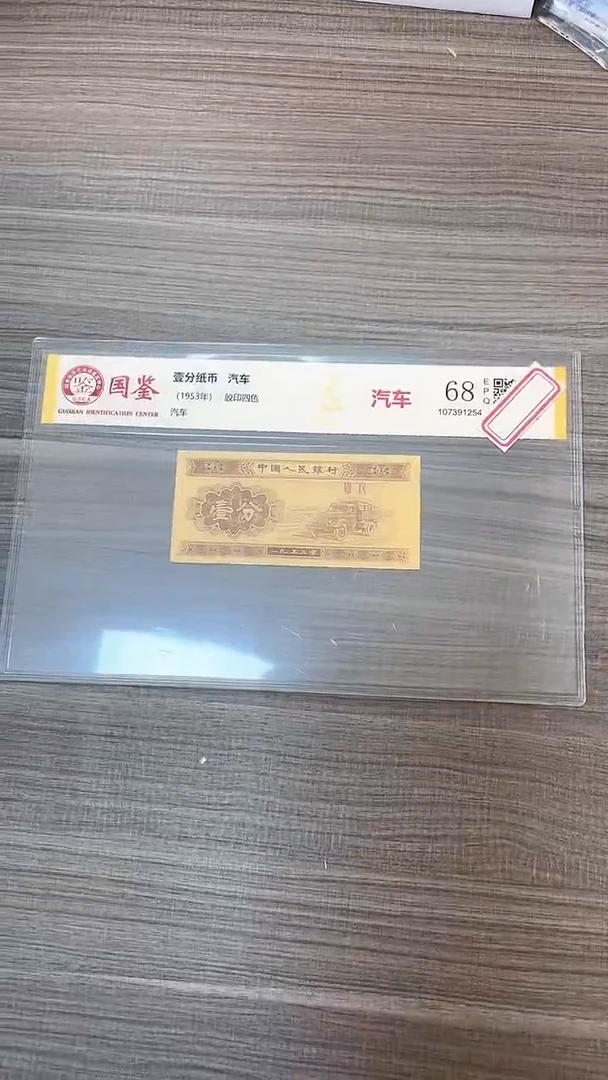 国鉴
GSCA
GUOJIAN IDENTIFICATION CENTER
壹分纸币 汽车
(1953年) 胶印四色
汽车
汽车
68
EPQ
107391254
中国人民银行
壹分
一九五三年